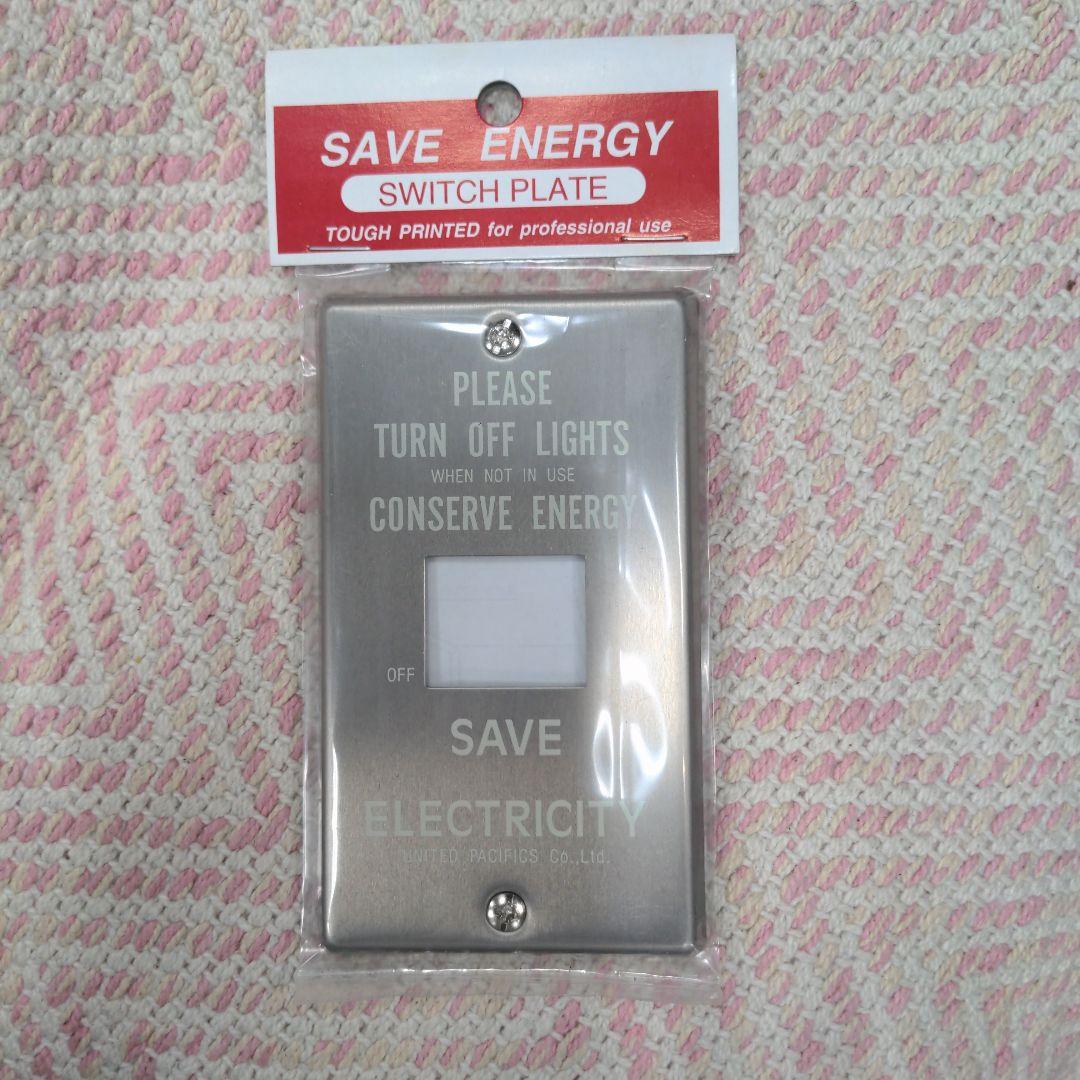 SAVE ENERGY
SWITCH PLATE
TOUGH PRINTED for professional use
PLEASE
TURN OFF LIGHTS
WHEN NOT IN USE
CONSERVE ENERGY
OFF
SAVE
ELECTRICITY
UNITED PACIFICS Co.,Ltd.